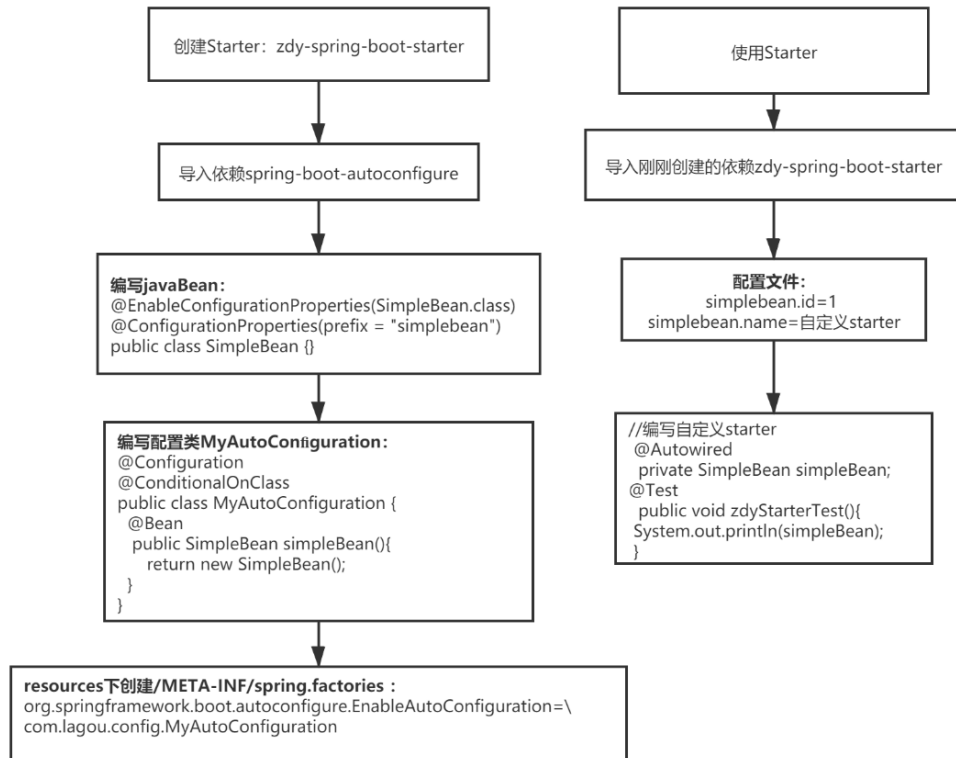 创建Starter：zdy-spring-boot-starter
导入依赖spring-boot-autoconfigure
编写javaBean：
@EnableConfigurationProperties(SimpleBean.class)
@ConfigurationProperties(prefix = "simplebean")
public class SimpleBean {}
编写配置类MyAutoConfiguration：
@Configuration
@ConditionalOnClass
public class MyAutoConfiguration {
@Bean
public SimpleBean simpleBean(){
return new SimpleBean();
}
}
resources下创建/META-INF/spring.factories：
org.springframework.boot.autoconfigure.EnableAutoConfiguration=\
com.lagou.config.MyAutoConfiguration
使用Starter
导入刚刚创建的依赖zdy-spring-boot-starter
配置文件：
simplebean.id=1
simplebean.name=自定义starter
//编写自定义starter
@Autowired
private SimpleBean simpleBean;
@Test
public void zdyStarterTest(){
System.out.println(simpleBean);
}